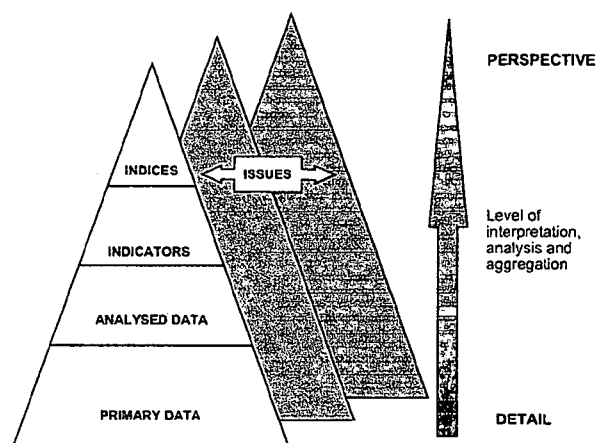 PERSPECTIVE
INDICES
ISSUES
Level of
interpretation,
analysis and
aggregation
INDICATORS
ANALYSED DATA
PRIMARY DATA
DETAIL